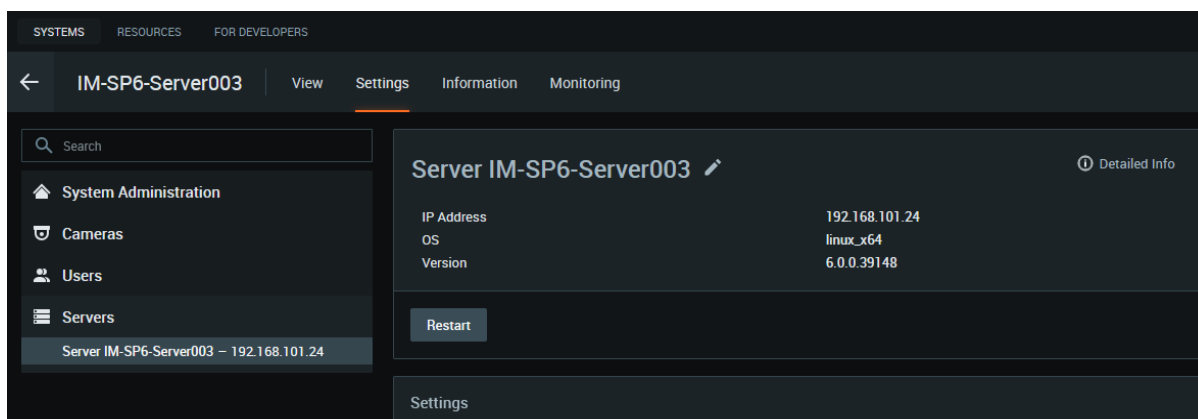 SYSTEMS RESOURCES FOR DEVELOPERS
IM-SP6-Server003 View Settings Information Monitoring
Search
System Administration
Cameras
Users
Servers
Server IM-SP6-Server003 – 192.168.101.24
Server IM-SP6-Server003 Detailed Info
IP Address 192.168.101.24
OS linux_x64
Version 6.0.0.39148
Restart
Settings